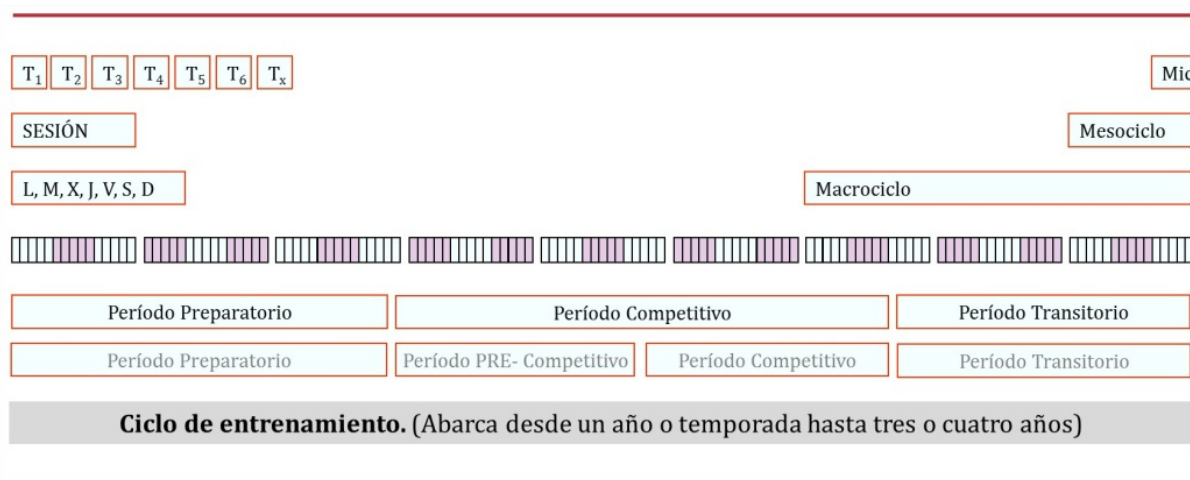 T1 T2 T3 T4 T5 T6 Tx Mic
SESIÓN Mesociclo
L, M, X, J, V, S, D Macrociclo
Período Preparatorio Período Competitivo Período Transitorio
Período Preparatorio Período PRE- Competitivo Período Competitivo Período Transitorio
Ciclo de entrenamiento. (Abarca desde un año o temporada hasta tres o cuatro años)